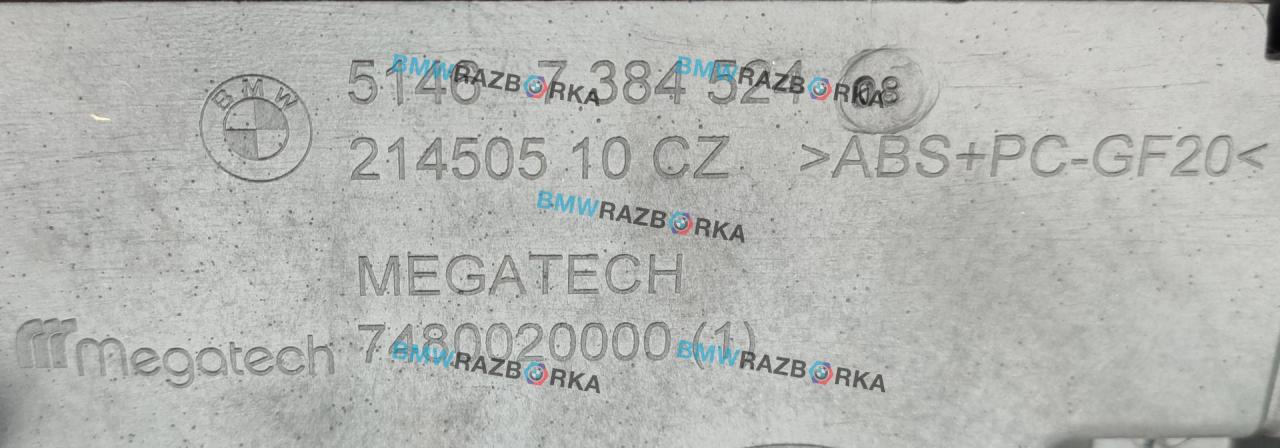 BMW
5146 7 384 521 08
214505 10 CZ >ABS+PC-GF20<
MEGATECH
megatech 7480020000 (1)
BMWRAZBORKA
BMWRAZBORKA
BMWRAZBORKA
BMWRAZBORKA
BMWRAZBORKA